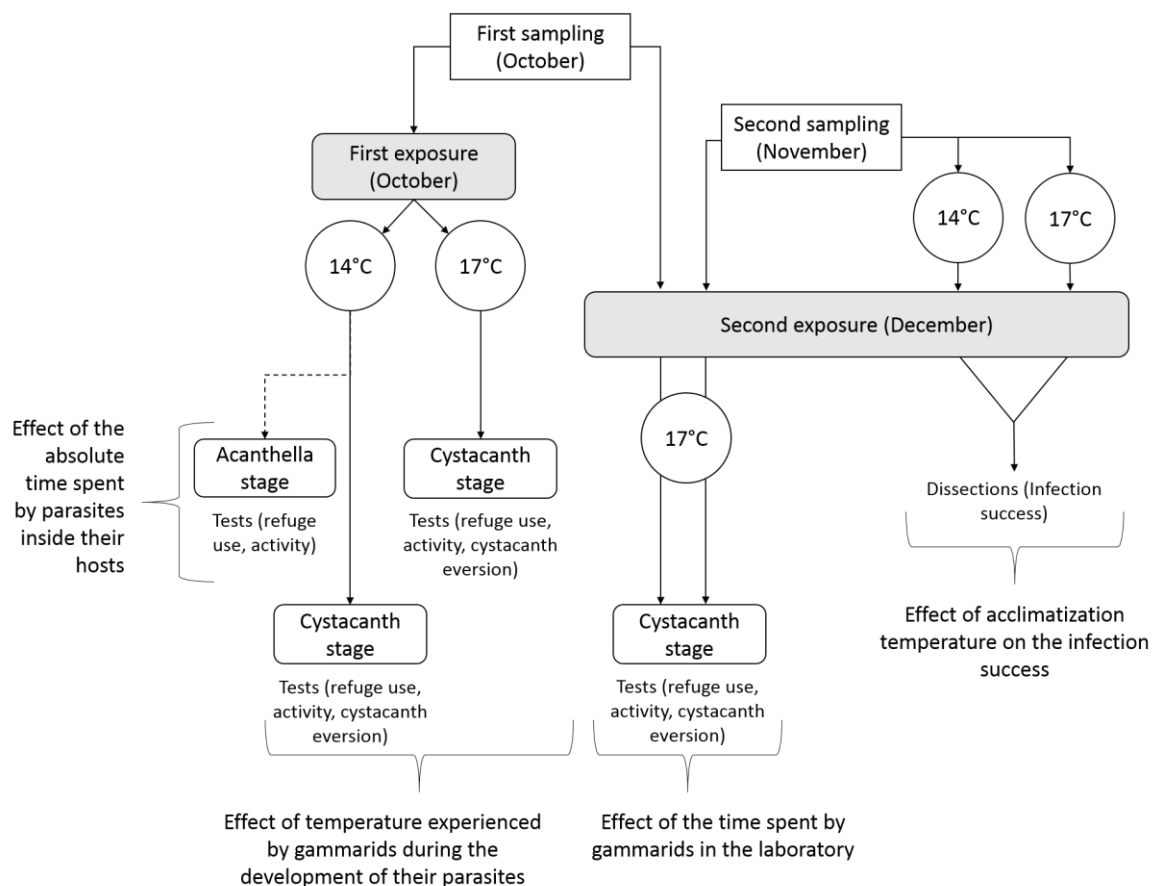 First sampling
(October)
Second sampling
(November)
First exposure
(October)
14°C
17°C
14°C
17°C
Second exposure (December)
17°C
Effect of the
absolute
time spent
by parasites
inside their
hosts
Acanthella
stage
Tests (refuge
use, activity)
Cystacanth
stage
Tests (refuge use,
activity, cystacanth
eversion)
Dissections (Infection
success)
Cystacanth
stage
Tests (refuge use,
activity, cystacanth
eversion)
Cystacanth
stage
Tests (refuge use,
activity, cystacanth
eversion)
Effect of acclimatization
temperature on the infection
success
Effect of temperature experienced
by gammarids during the
development of their parasites
Effect of the time spent by
gammarids in the laboratory